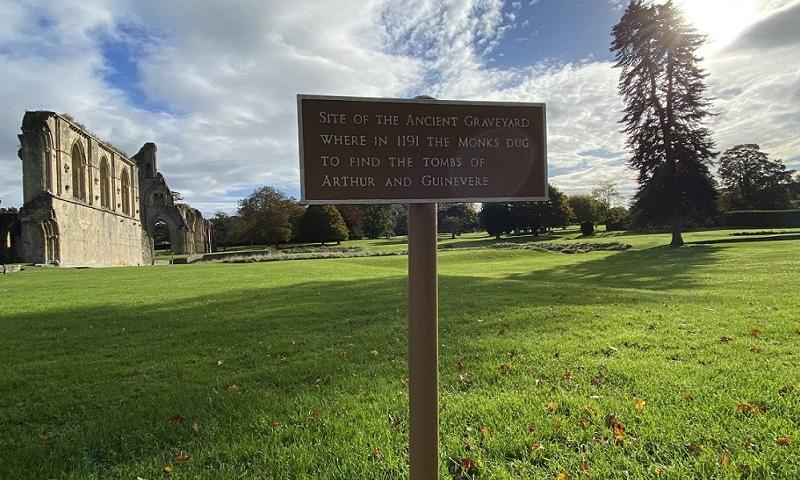 Site of the Ancient Graveyard
where in 1191 the Monks dug
to find the tombs of
Arthur and Guinevere